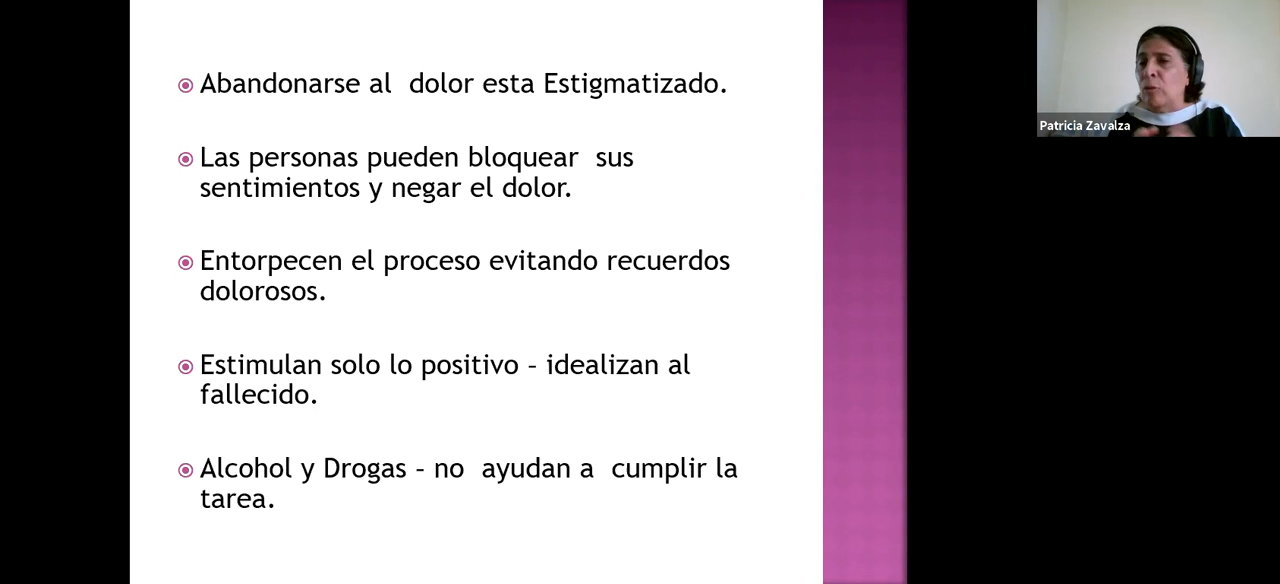 Abandonarse al  dolor esta Estigmatizado.
Las personas pueden bloquear  sus
sentimientos y negar el dolor.
Entorpecen el proceso evitando recuerdos
dolorosos.
Estimulan solo lo positivo – idealizan al
fallecido.
Alcohol y Drogas – no  ayudan a  cumplir la
tarea.
Patricia Zavalza